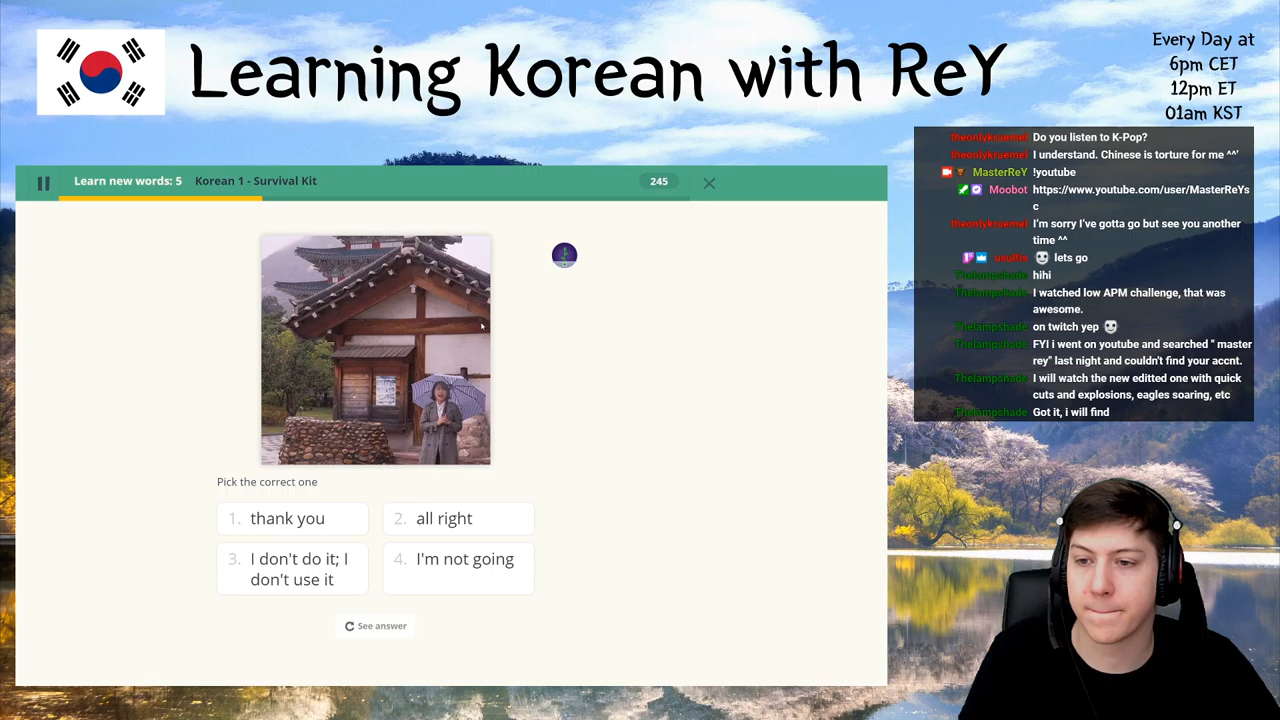 Learning Korean with ReY
Every Day at
6pm CET
12pm ET
01am KST
theonlykruemel Do you listen to K-Pop?
theonlykruemel I understand. Chinese is torture for me ^^'
MasterReY !youtube
Moobot https://www.youtube.com/user/MasterReYs
c
theonlykruemel I'm sorry I've gotta go but see you another
time ^^
usultis lets go
Thelampshade hihi
Thelampshade I watched low APM challenge, that was
awesome.
Thelampshade on twitch yep
Thelampshade FYI i went on youtube and searched " master
rey" last night and couldn't find your accnt.
Thelampshade I will watch the new editted one with quick
cuts and explosions, eagles soaring, etc
Thelampshade Got it, i will find
Learn new words: 5 Korean 1 - Survival Kit 245
Pick the correct one
1. thank you
2. all right
3. I don't do it; I
don't use it
4. I'm not going
See answer